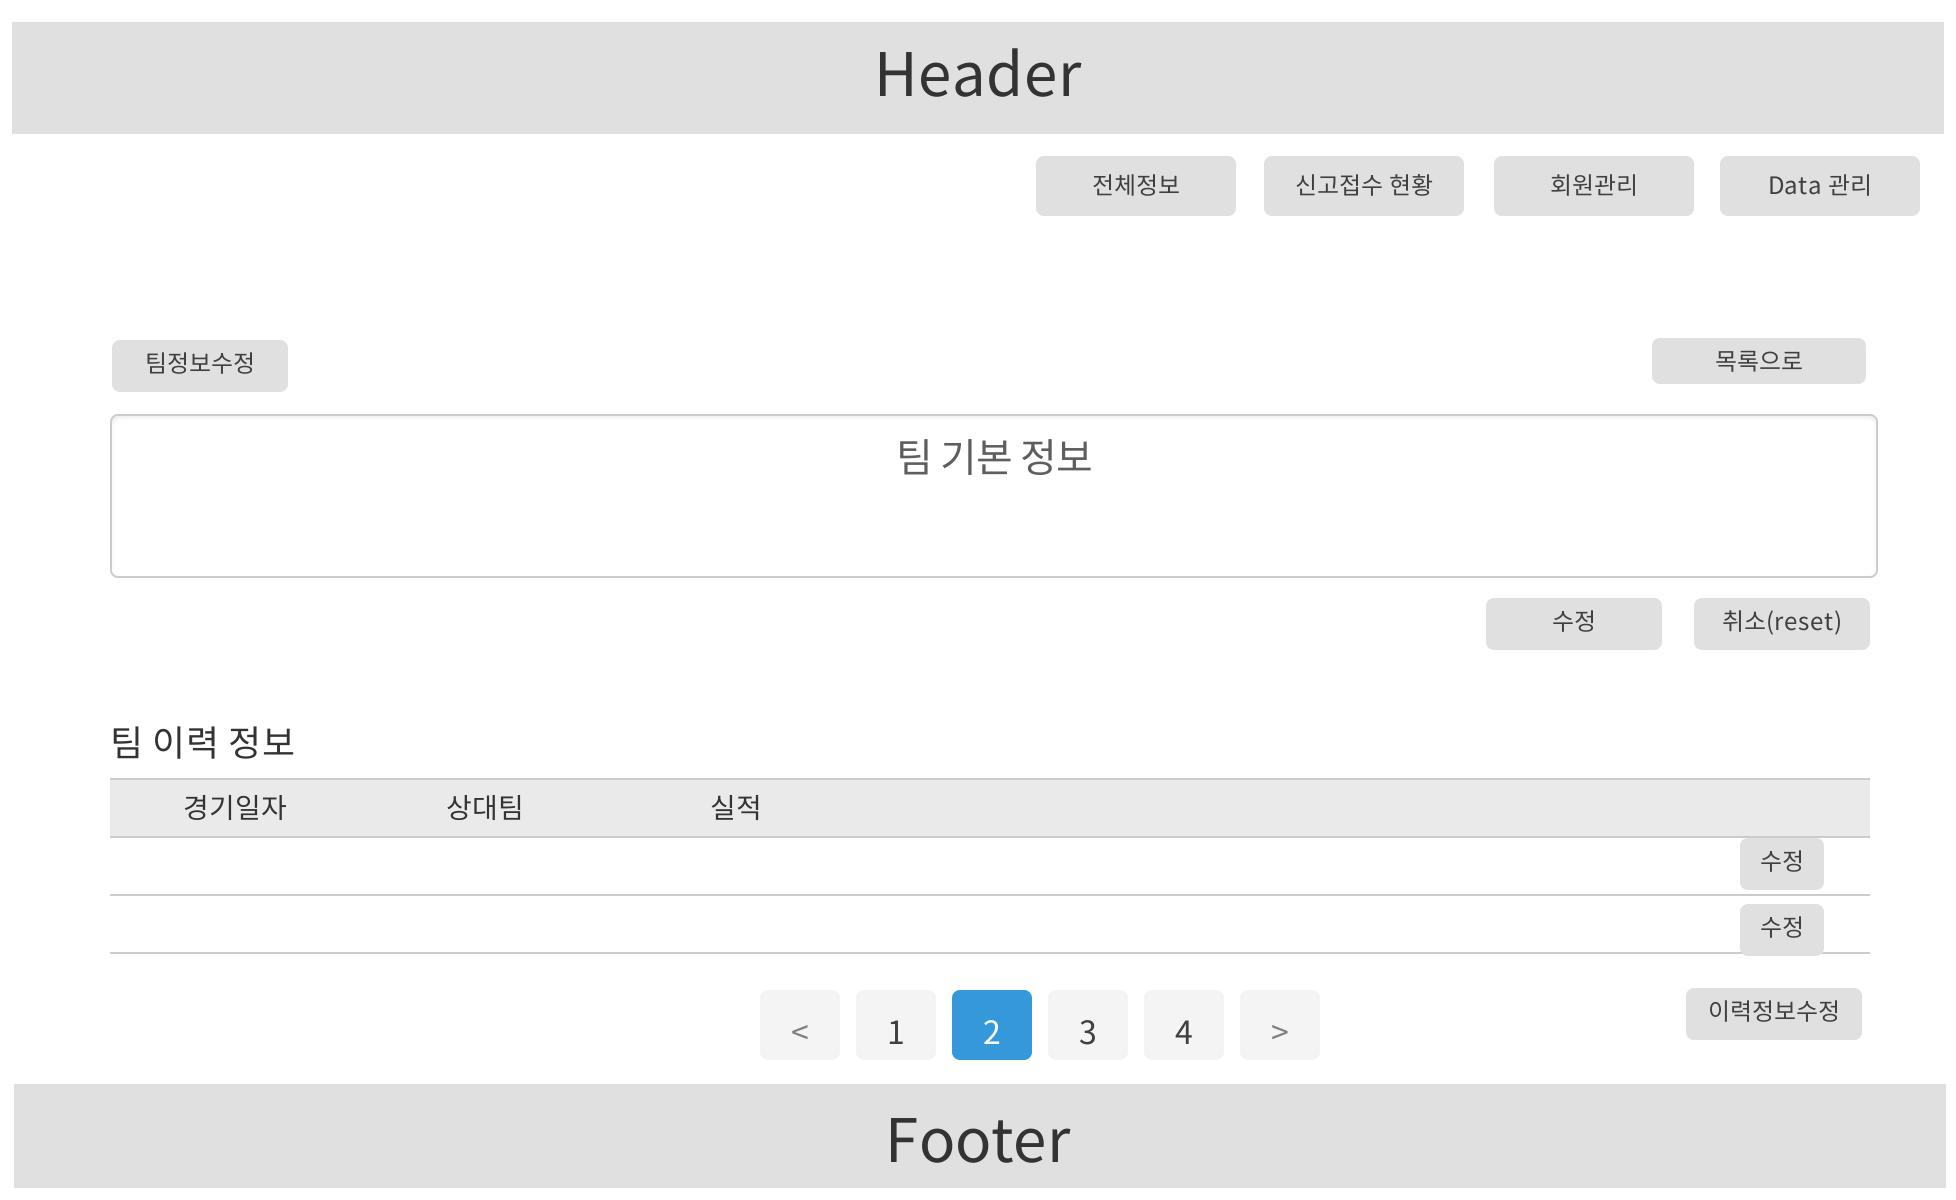 Header
전체정보 신고접수 현황 회원관리 Data 관리
팀정보수정 목록으로
팀 기본 정보
수정 취소(reset)
팀 이력 정보
경기일자 상대팀 실적
수정
수정
< 1 2 3 4 > 이력정보수정
Footer